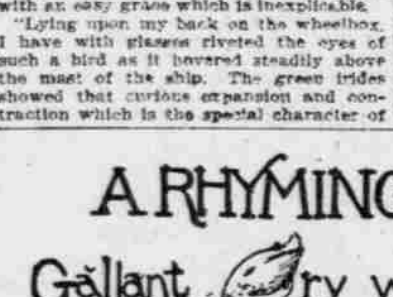 with an easy grace which is inexplicable.
"Lying upon my back on the wheelbox,
I have with glasses riveted the eyes of
such a bird as it hovered steadily above
the mast of the ship. The green irides
showed that curious expansion and con-
traction which is the special character of
A RHYMING
Gallant ry w